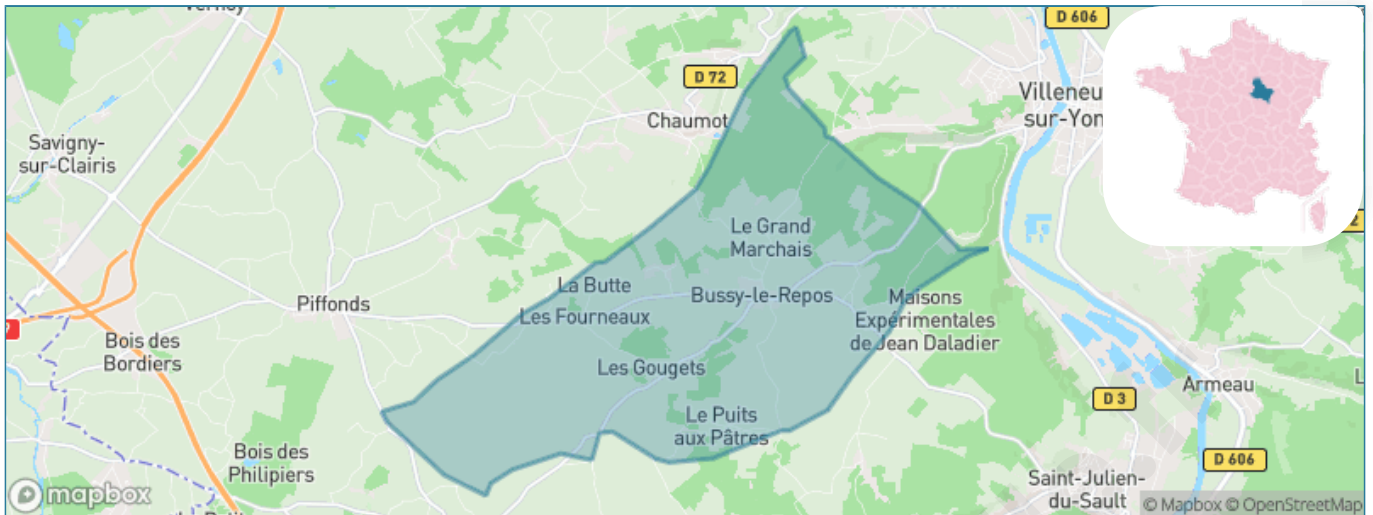 D 606
D 72
Villeneu
sur-Yon
Chaumot
Savigny-
sur-Clairis
Le Grand
Marchais
La Butte
Bussy-le-Repos
Maisons
Expérimentales
de Jean Daladier
Piffonds
Les Fourneaux
Bois des
Bordiers
Les Gougets
Armeau
D 3
Le Puits
aux Pâtres
Bois des
Philipiers
D 606
Saint-Julien-
du-Sault
mapbox
© Mapbox © OpenStreetMap